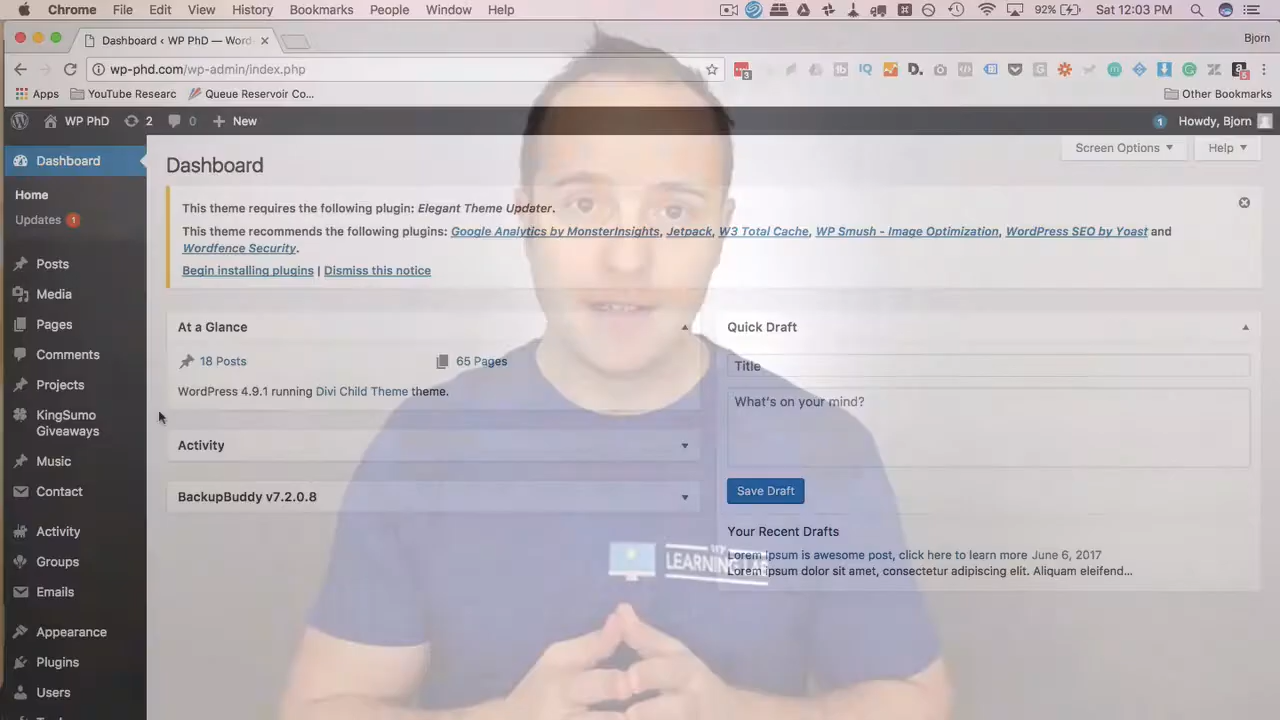 Chrome File Edit View History Bookmarks People Window Help 92% Sat 12:03 PM
Dashboard ‹ WP PhD — Word Bjorn
wp-phd.com/wp-admin/index.php
Apps YouTube Researc Queue Reservoir Co... Other Bookmarks
WP PhD 2 0 New 1 Howdy, Bjorn
Screen Options Help
Dashboard
Home
Updates 1
Posts
Media
Pages
Comments
Projects
KingSumo
Giveaways
Music
Contact
Activity
Groups
Emails
Appearance
Plugins
Users
Dashboard
This theme requires the following plugin: Elegant Theme Updater.
This theme recommends the following plugins: Google Analytics by MonsterInsights, Jetpack, W3 Total Cache, WP Smush - Image Optimization, WordPress SEO by Yoast and
Wordfence Security.
Begin installing plugins | Dismiss this notice
At a Glance
18 Posts 65 Pages
WordPress 4.9.1 running Divi Child Theme theme.
Activity
BackupBuddy v7.2.0.8
Quick Draft
Title
What's on your mind?
Save Draft
Your Recent Drafts
Lorem Ipsum is awesome post, click here to learn more June 6, 2017
Lorem ipsum dolor sit amet, consectetur adipiscing elit. Aliquam eleifend...
WP
LEARNING LAB